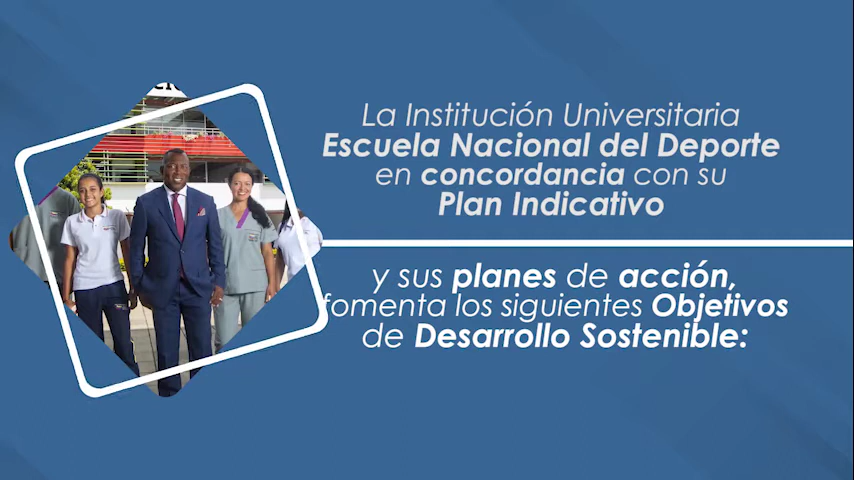 La Institución Universitaria
Escuela Nacional del Deporte
en concordancia con su
Plan Indicativo
y sus planes de acción,
fomenta los siguientes Objetivos
de Desarrollo Sostenible: